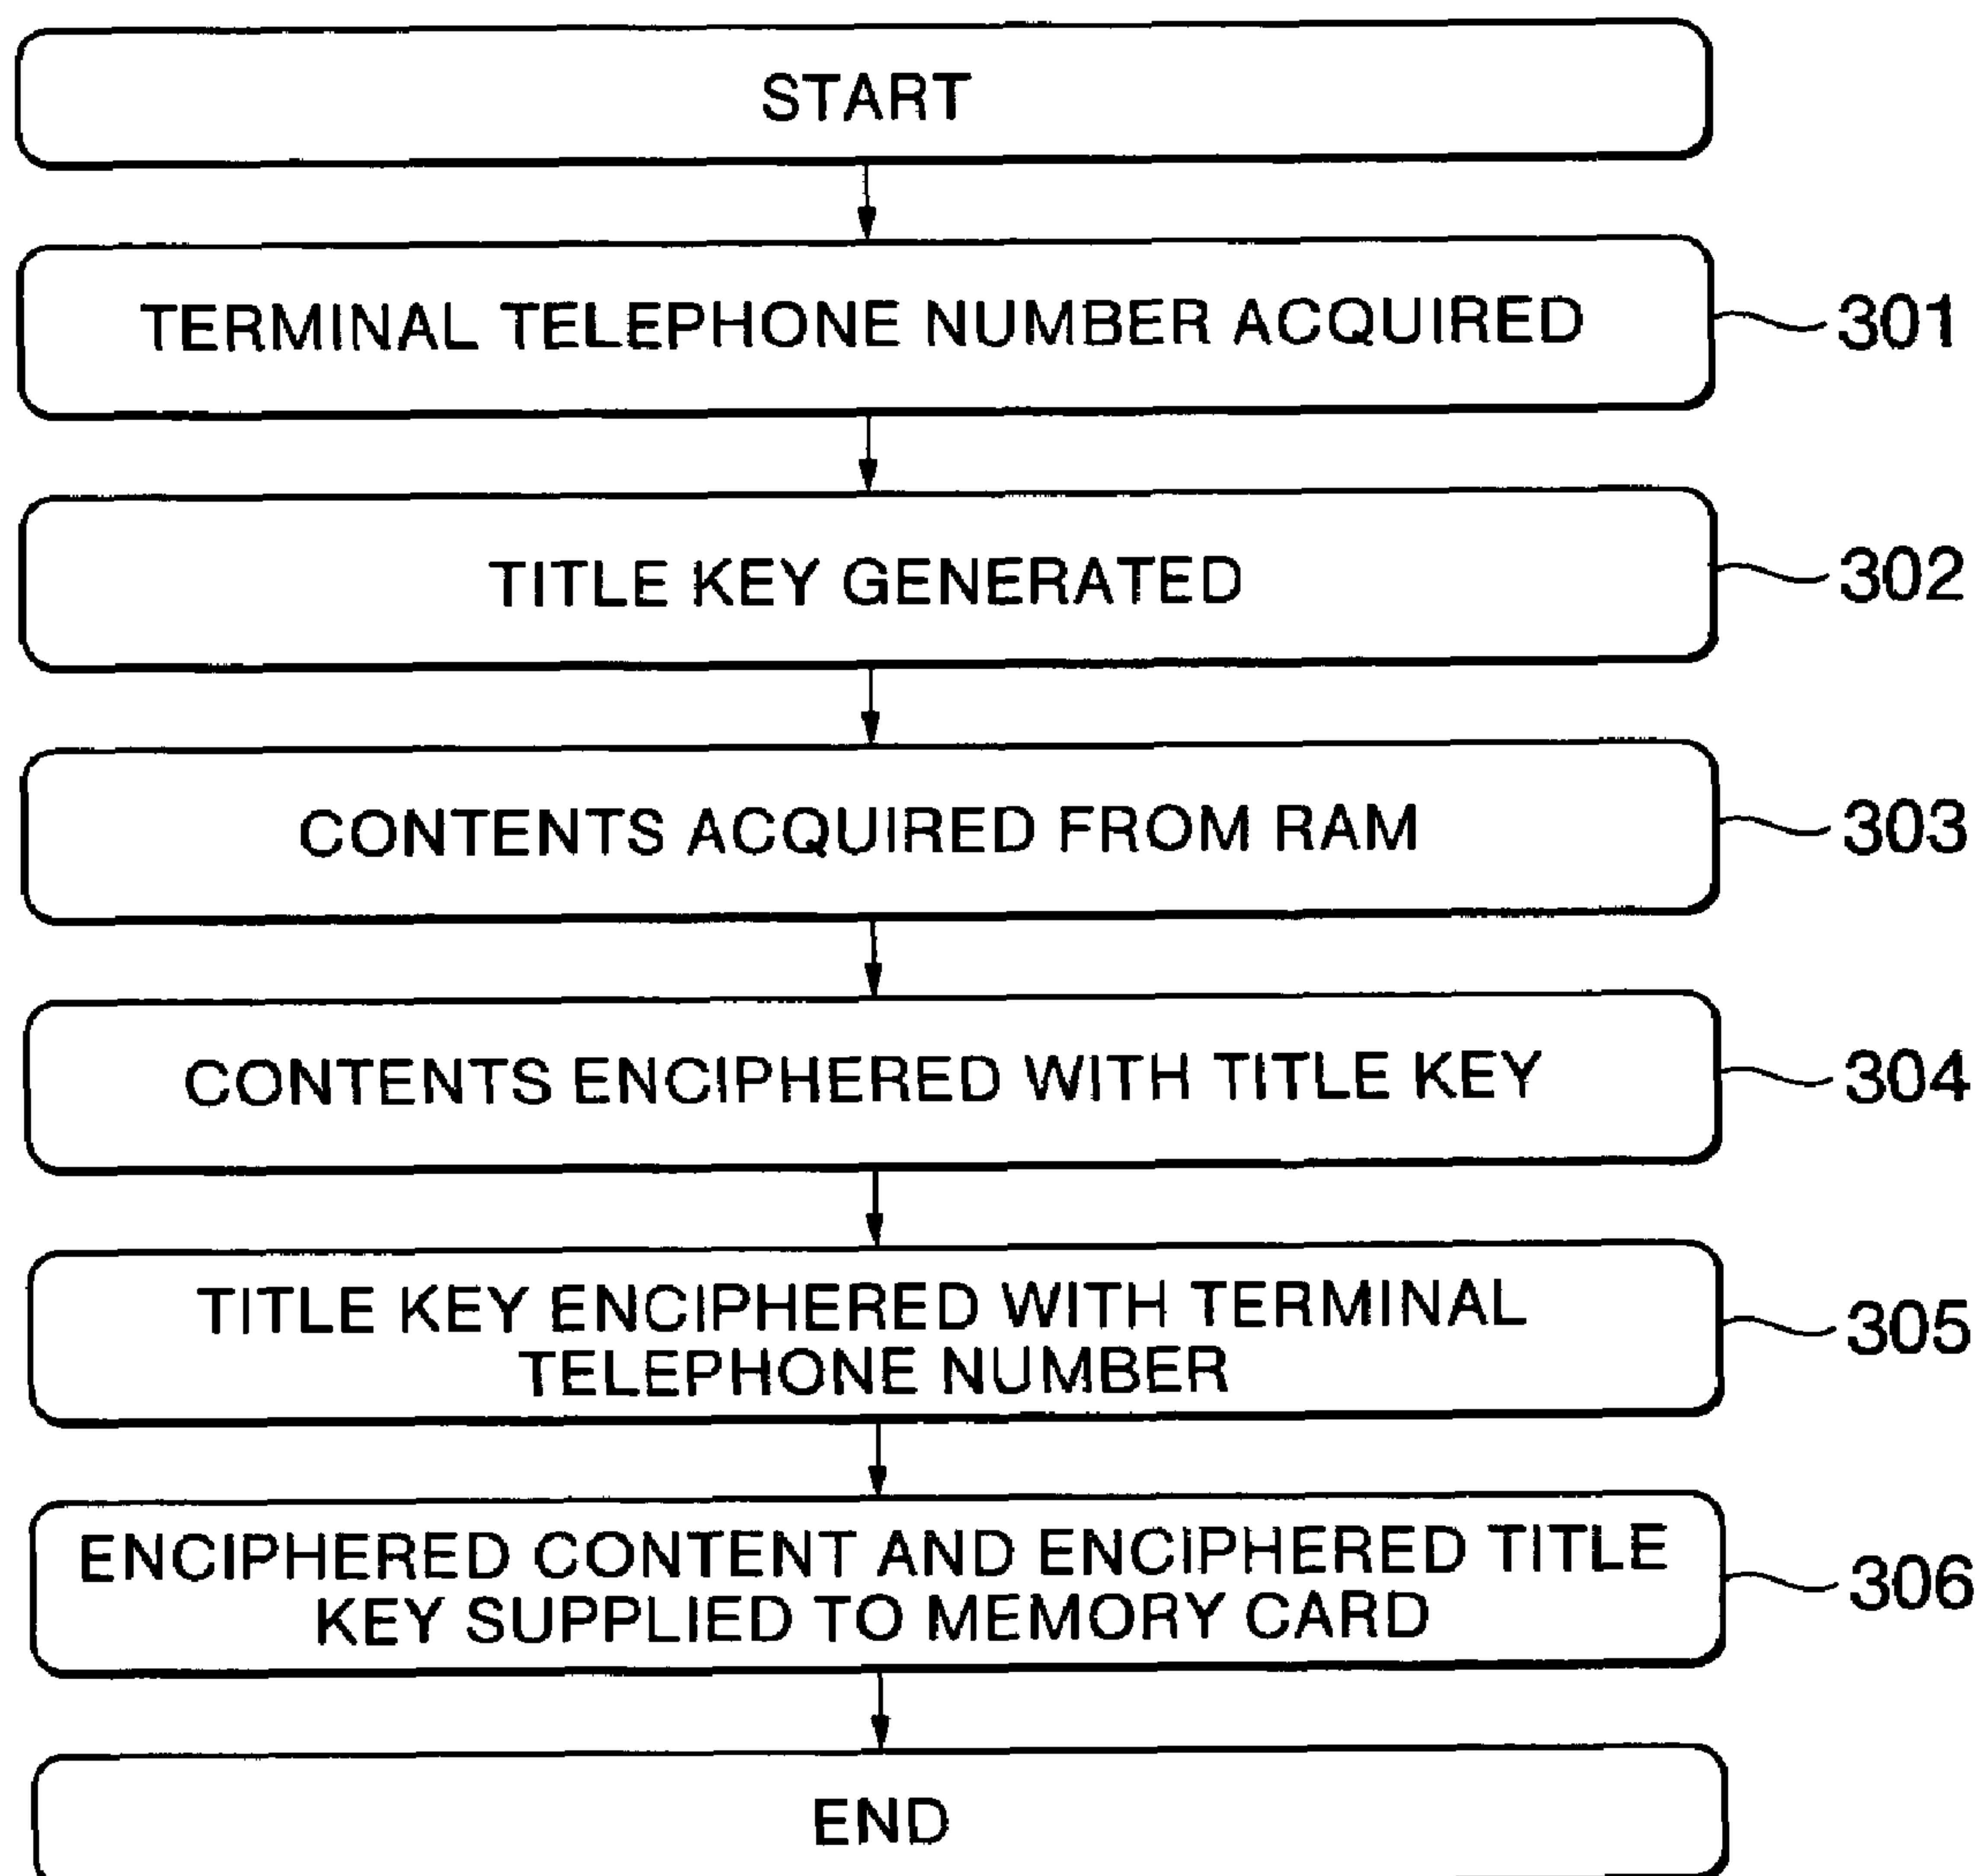 START
TERMINAL TELEPHONE NUMBER ACQUIRED
301
TITLE KEY GENERATED
302
CONTENTS ACQUIRED FROM RAM
303
CONTENTS ENCIPHERED WITH TITLE KEY
304
TITLE KEY ENCIPHERED WITH TERMINAL
TELEPHONE NUMBER
305
ENCIPHERED CONTENT AND ENCIPHERED TITLE
KEY SUPPLIED TO MEMORY CARD
306
END